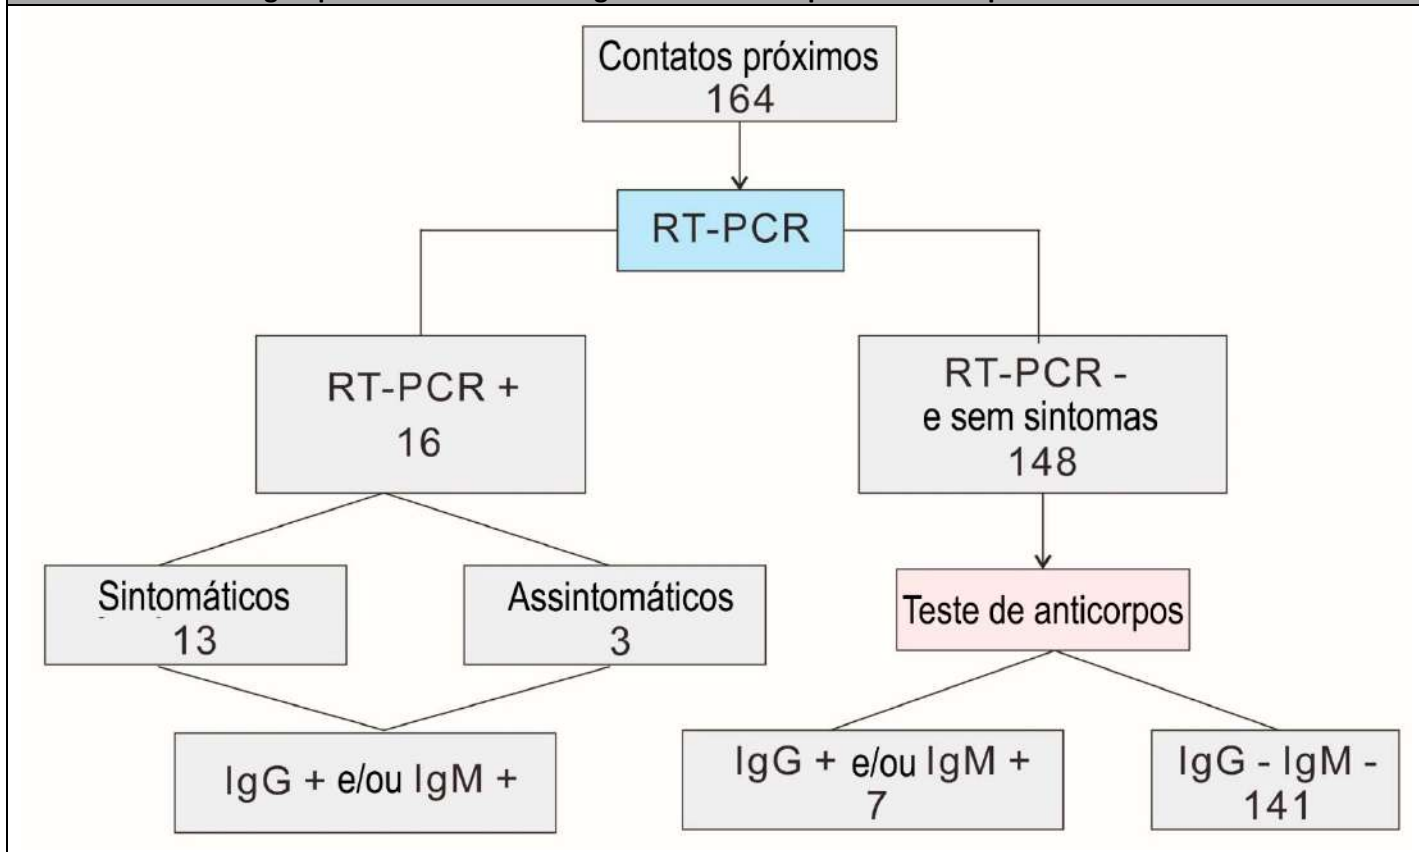 Contatos próximos
164
RT-PCR
RT-PCR +
16
RT-PCR -
e sem sintomas
148
Sintomáticos
13
Assintomáticos
3
Teste de anticorpos
IgG + e/ou IgM +
IgG + e/ou IgM +
7
IgG - IgM -
141